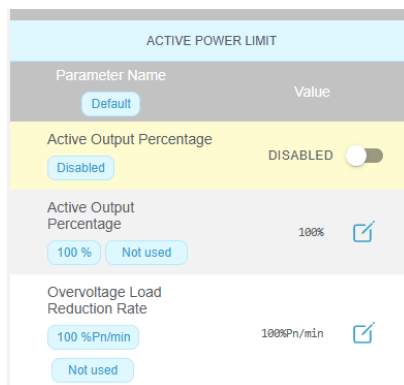 ACTIVE POWER LIMIT
Parameter Name
Default
Value
Active Output Percentage
Disabled
DISABLED
Active Output
Percentage
100 % Not used
100%
Overvoltage Load
Reduction Rate
100 %Pn/min
Not used
100%Pn/min